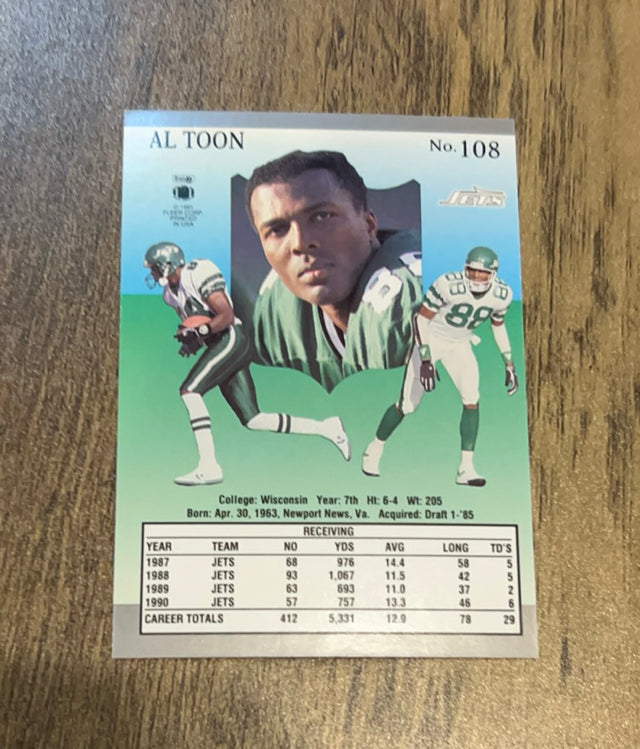 AL TOON
No. 108
JETS
© 1991
FLEER CORP.
PRINTED
IN USA
88
College: Wisconsin Year: 7th Ht: 6-4 Wt: 205
Born: Apr. 30, 1963, Newport News, Va. Acquired: Draft 1-'85
RECEIVING
YEAR TEAM NO YDS AVG LONG TD'S
1987 JETS 68 976 14.4 58 5
1988 JETS 93 1,067 11.5 42 5
1989 JETS 63 693 11.0 37 2
1990 JETS 57 757 13.3 46 6
CAREER TOTALS 412 5,331 12.9 78 29